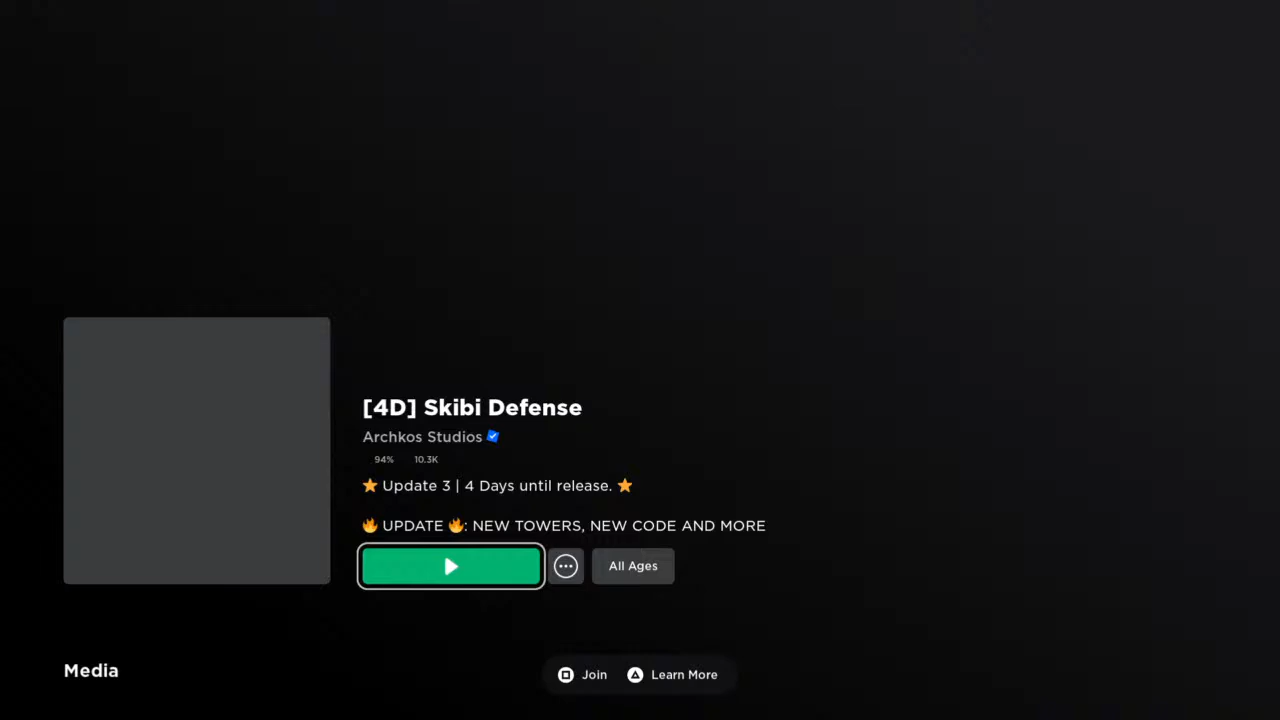 [4D] Skibi Defense
Archkos Studios
94% 10.3K
⭐ Update 3 | 4 Days until release. ⭐
🔥 UPDATE 🔥: NEW TOWERS, NEW CODE AND MORE
All Ages
Media
Join Learn More